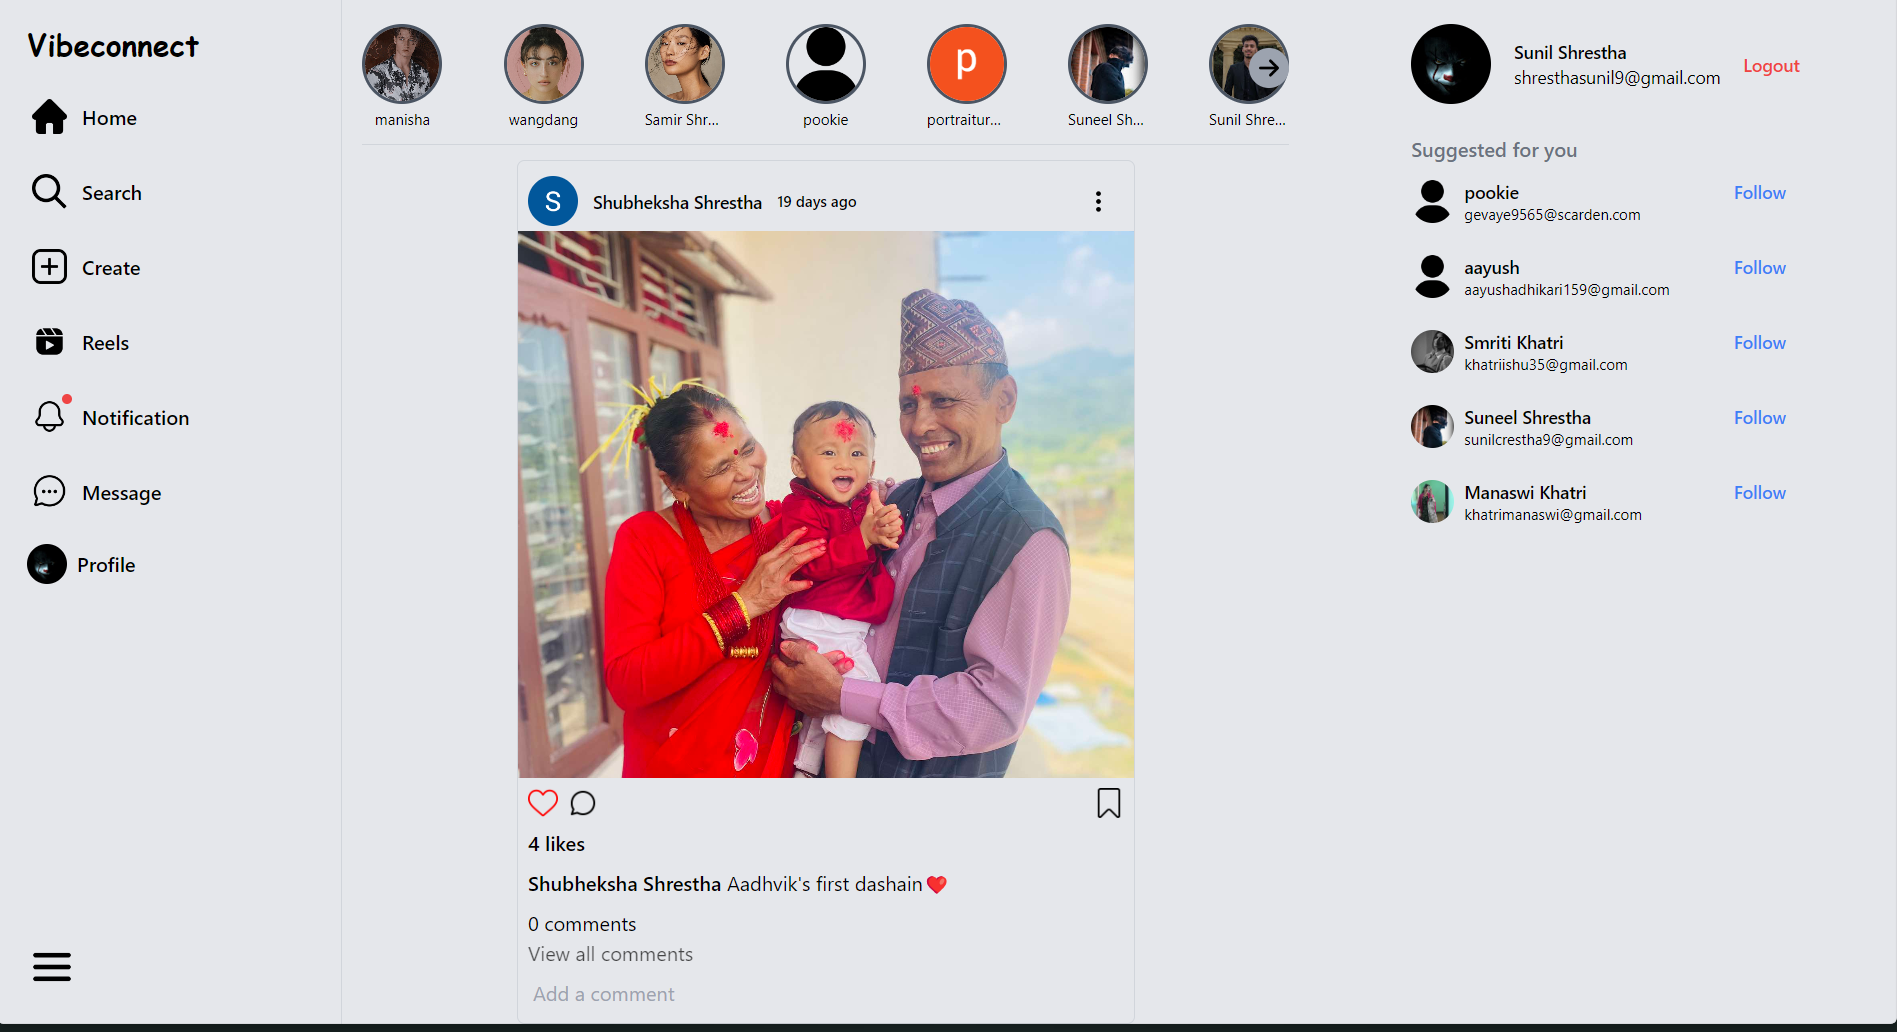 Vibeconnect
Home
Search
Create
Reels
Notification
Message
Profile
manisha
wangdang
Samir Shr...
pookie
p
portraitur...
Suneel Sh...
Sunil Shre...
S
Shubheksha Shrestha 19 days ago
4 likes
Shubheksha Shrestha Aadhvik's first dashain❤️
0 comments
View all comments
Add a comment
Sunil Shrestha
shresthasunil9@gmail.com
Logout
Suggested for you
pookie
gevaye9565@scarden.com
Follow
aayush
aayushadhikari159@gmail.com
Follow
Smriti Khatri
khatriishu35@gmail.com
Follow
Suneel Shrestha
sunilcrestha9@gmail.com
Follow
Manaswi Khatri
khatrimanaswi@gmail.com
Follow